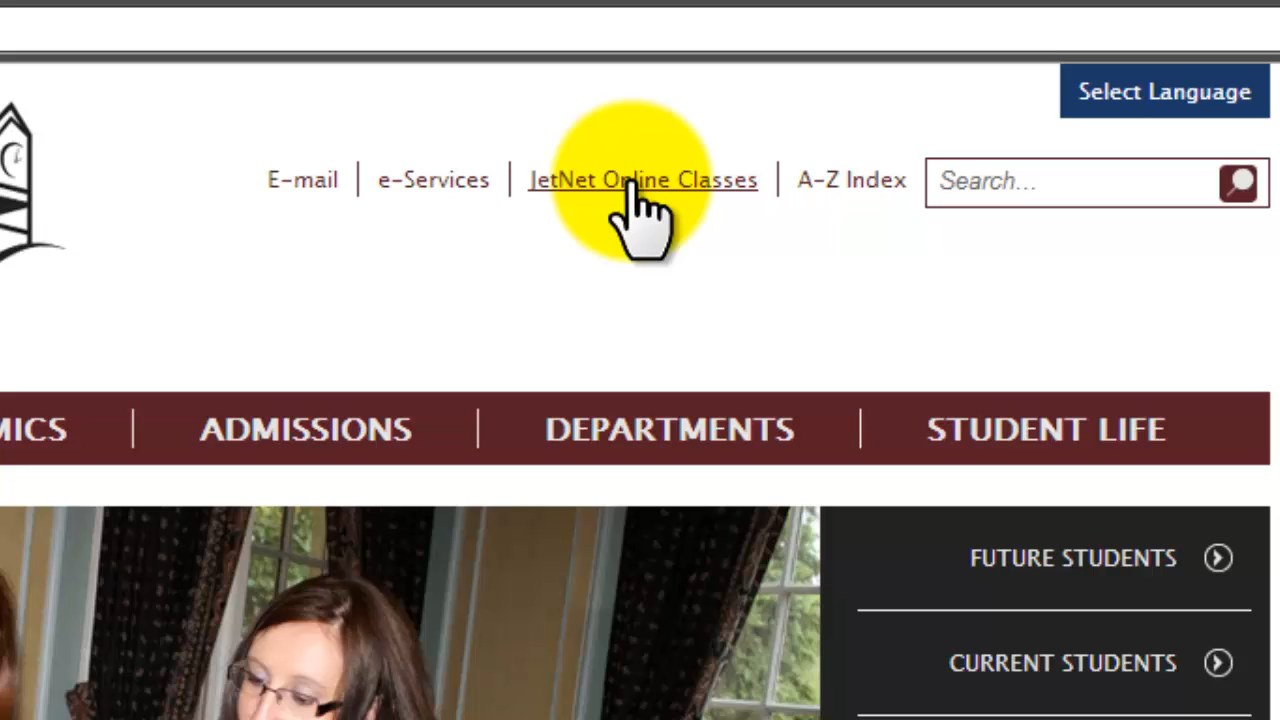 Select Language
E-mail | e-Services | JetNet Online Classes | A-Z Index
Search...
MICS | ADMISSIONS | DEPARTMENTS | STUDENT LIFE
FUTURE STUDENTS
CURRENT STUDENTS